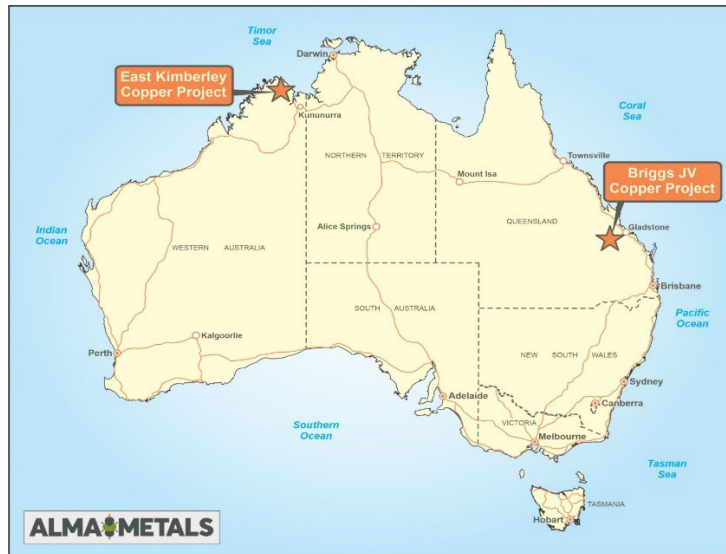 Timor
Sea
Darwin
East Kimberley
Copper Project
Kununurra
Coral
Sea
NORTHERN
TERRITORY
Townsville
Mount Isa
Briggs JV
Copper Project
Indian
Ocean
QUEENSLAND
Gladstone
Alice Springs
WESTERN
AUSTRALIA
Brisbane
SOUTH
AUSTRALIA
Pacific
Ocean
Kalgoorlie
Perth
NEW SOUTH WALES
Sydney
Adelaide
Canberra
Southern
Ocean
VICTORIA
Melbourne
Tasman
Sea
TASMANIA
Hobart
ALMA METALS